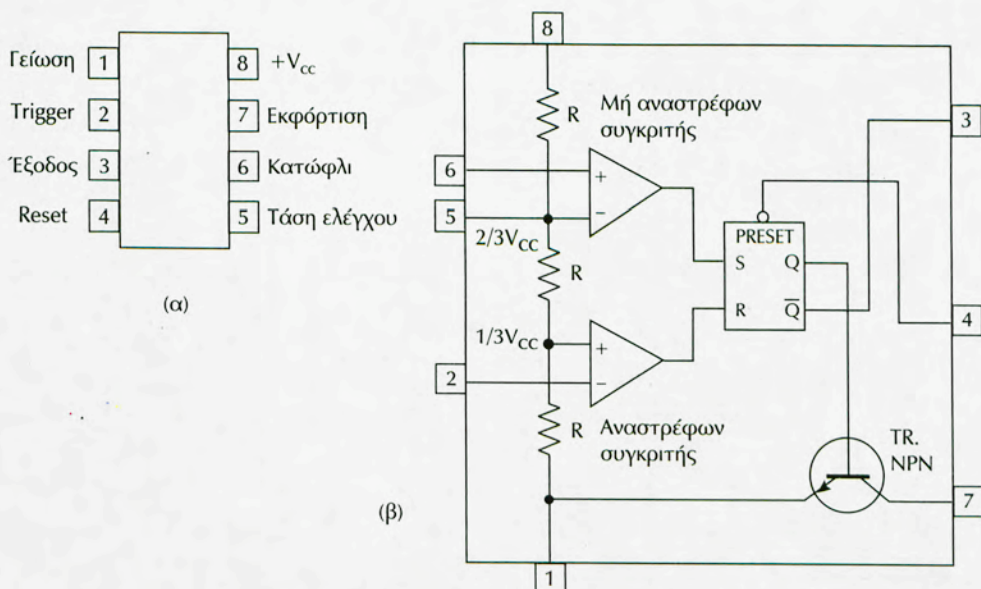 Γείωση 1 8 +Vcc
Trigger 2 7 Εκφόρτιση
Έξοδος 3 6 Κατώφλι
Reset 4 5 Τάση ελέγχου
(α)
8
R
Μή αναστρέφων
συγκριτής
3
6
+
5
−
2/3VCC
PRESET
S Q
R
R Q̅
4
1/3VCC
+
2
−
R
Αναστρέφων
συγκριτής
TR.
NPN
7
(β)
1